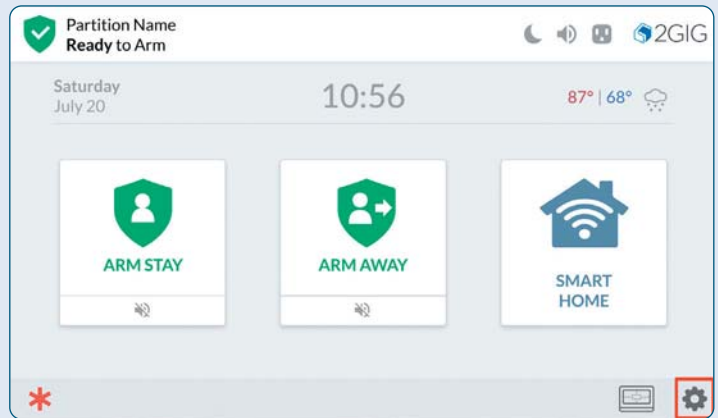 Partition Name
Ready to Arm
2GIG
Saturday
July 20
10:56
87° | 68°
ARM STAY
ARM AWAY
SMART
HOME